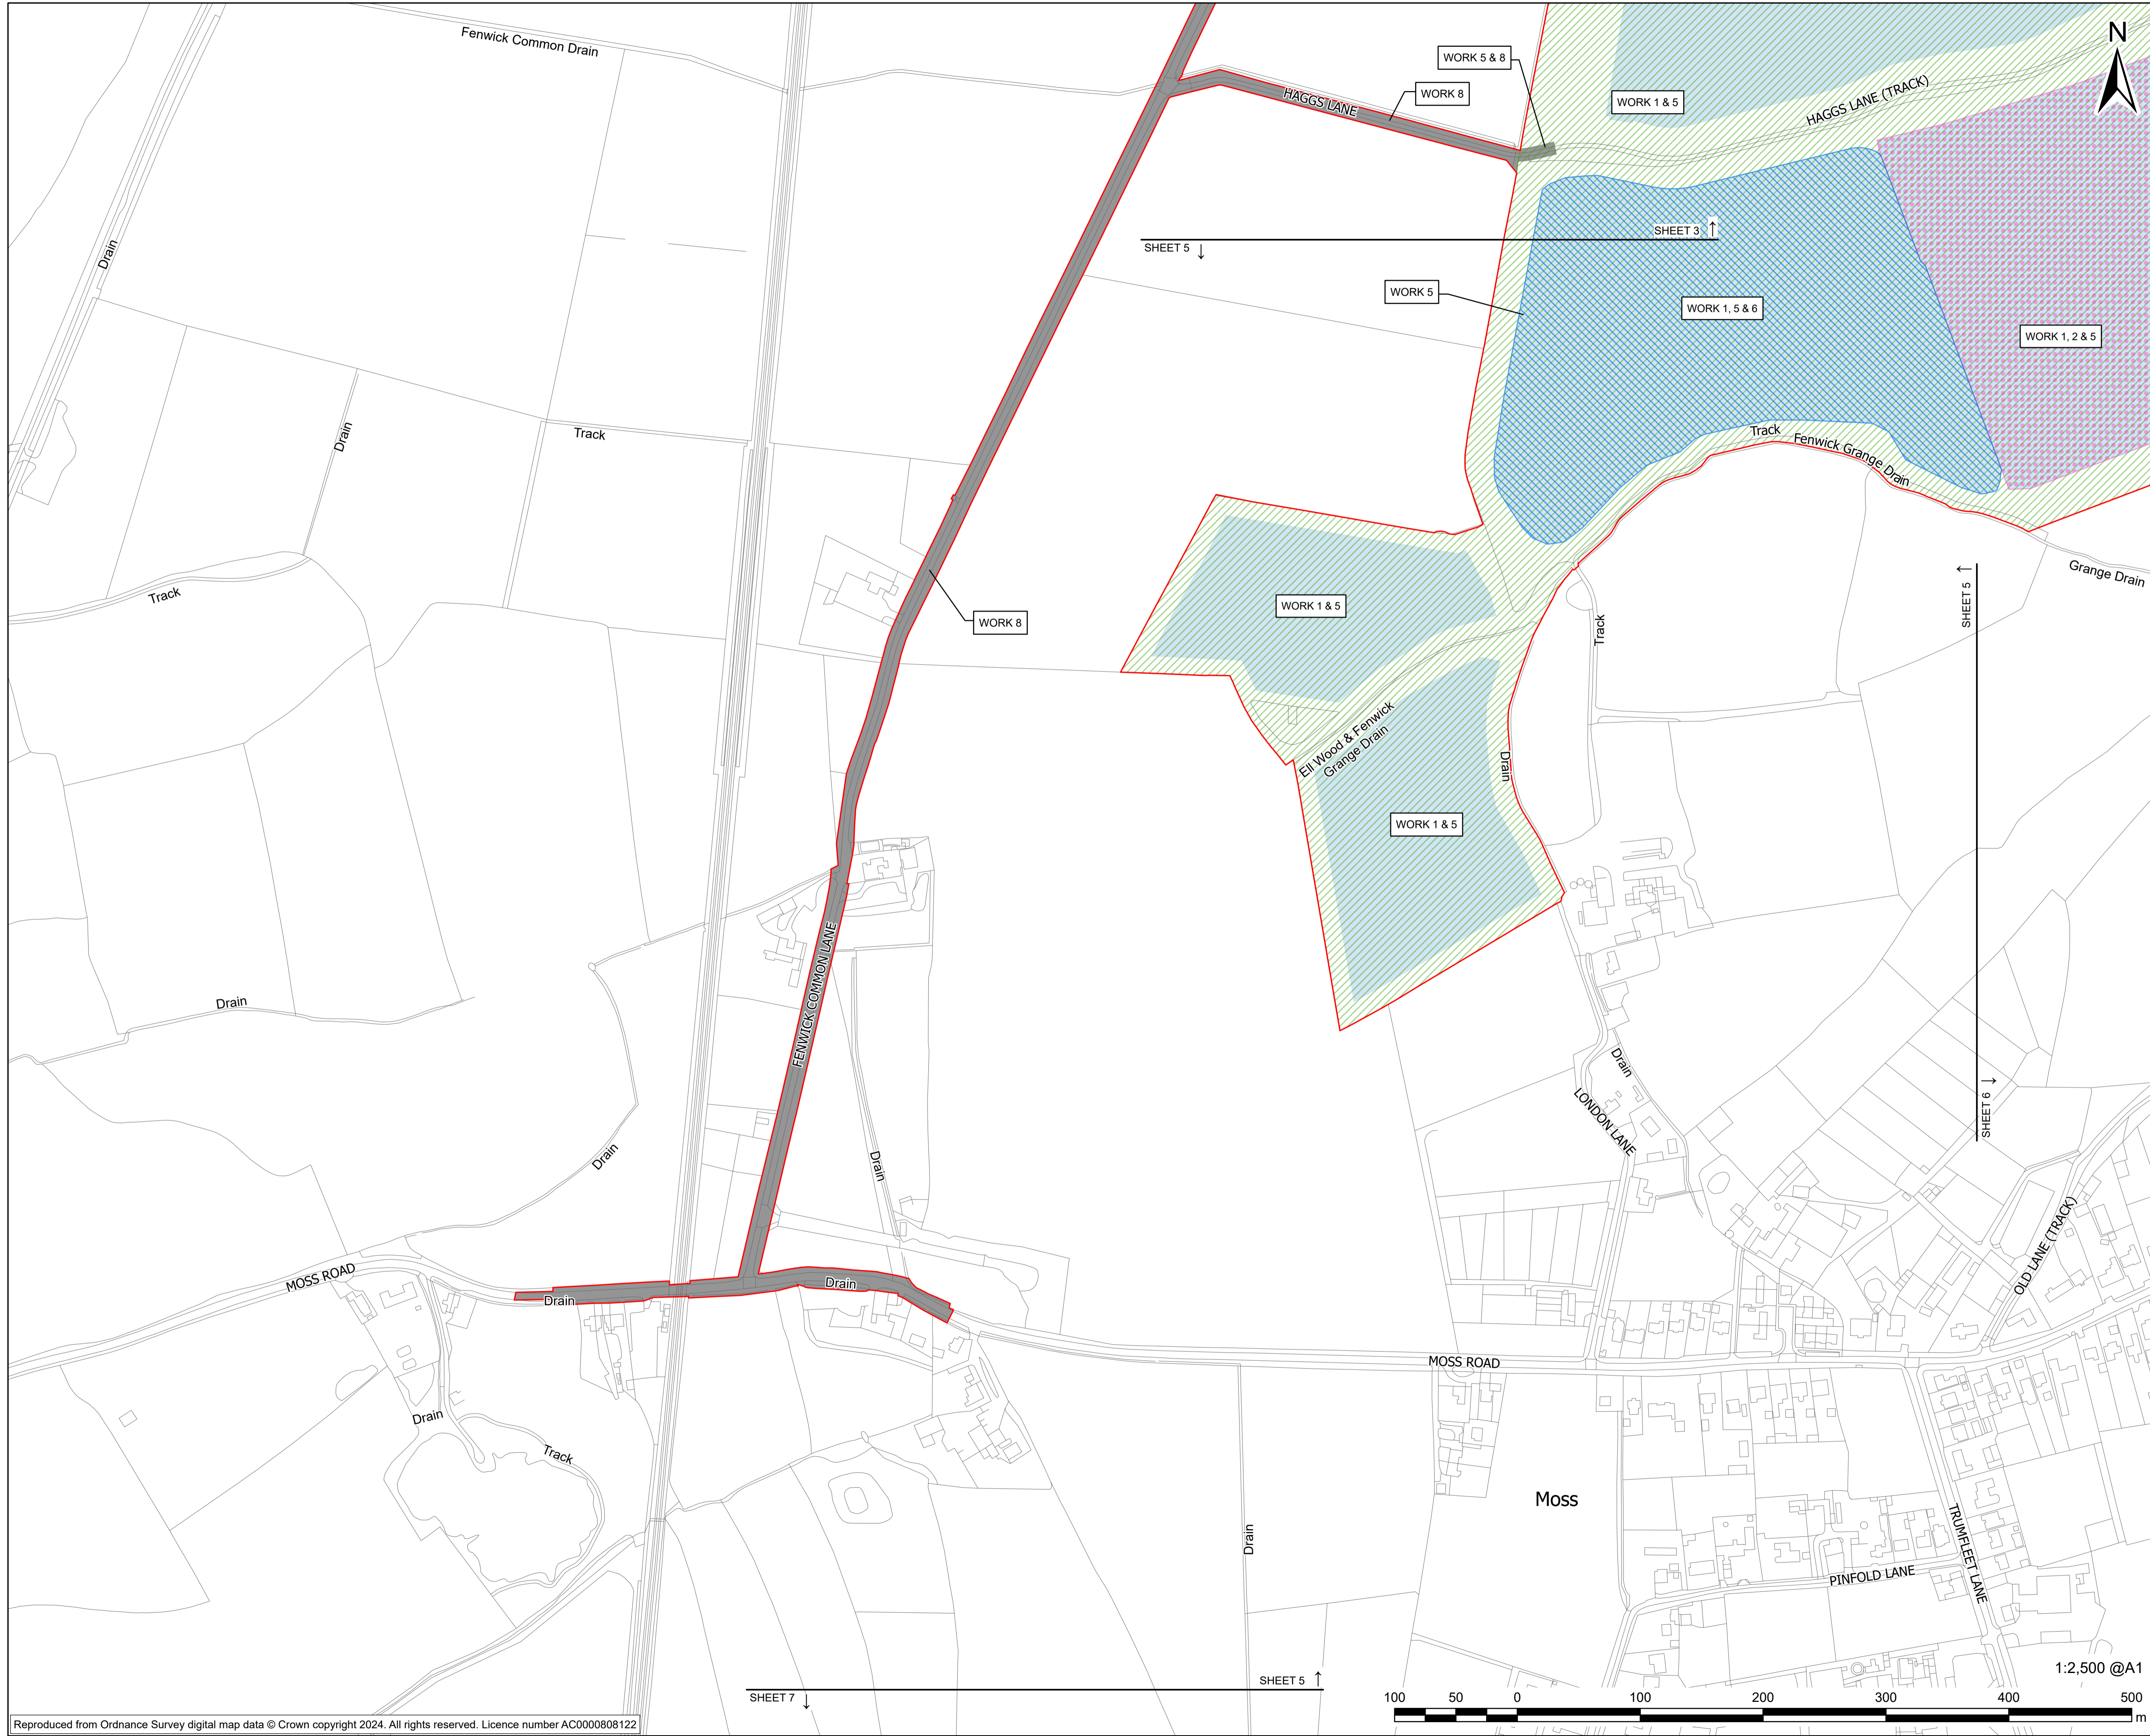 Fenwick Common Drain
N
WORK 5 & 8
WORK 8
HAGGS LANE
WORK 1 & 5
HAGGS LANE (TRACK)
Drain
SHEET 3 ↑
SHEET 5 ↓
WORK 5
WORK 1, 5 & 6
WORK 1, 2 & 5
Drain
Track
Track
Fenwick Grange Drain
Track
Grange Drain
SHEET 5 ↑
WORK 1 & 5
WORK 8
Track
Ell Wood & Fenwick
Grange Drain
Drain
WORK 1 & 5
FENWICK COMMON LANE
Drain
Drain
LONDON LANE
SHEET 6 ↓
Drain
Drain
OLD LANE (TRACK)
MOSS ROAD
Drain
Drain
MOSS ROAD
Drain
Track
Moss
Drain
TRUMFLEET LANE
PINFOLD LANE
SHEET 5 ↑
SHEET 7 ↓
1:2,500 @A1
100 50 0 100 200 300 400 500
m
Reproduced from Ordnance Survey digital map data © Crown copyright 2024. All rights reserved. Licence number AC0000808122